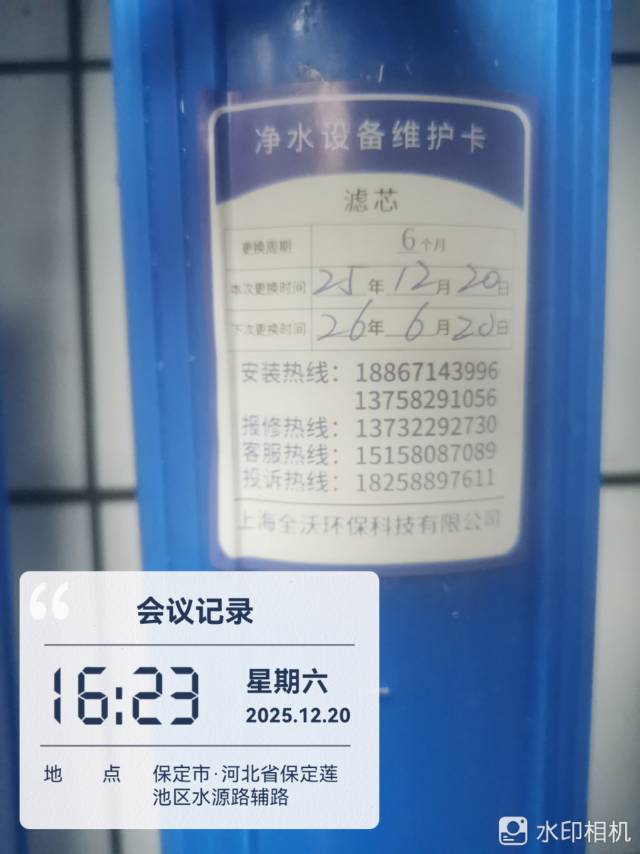 净水设备维护卡
滤芯
更换周期 6个月
本次更换时间 25年12月20日
下次更换时间 26年6月20日
安装热线：18867143996
13758291056
报修热线：13732292730
客服热线：15158087089
投诉热线：18258897611
上海全沃环保科技有限公司
会议记录
16:23
星期六
2025.12.20
地 点 保定市·河北省保定莲
池区水源路辅路
水印相机